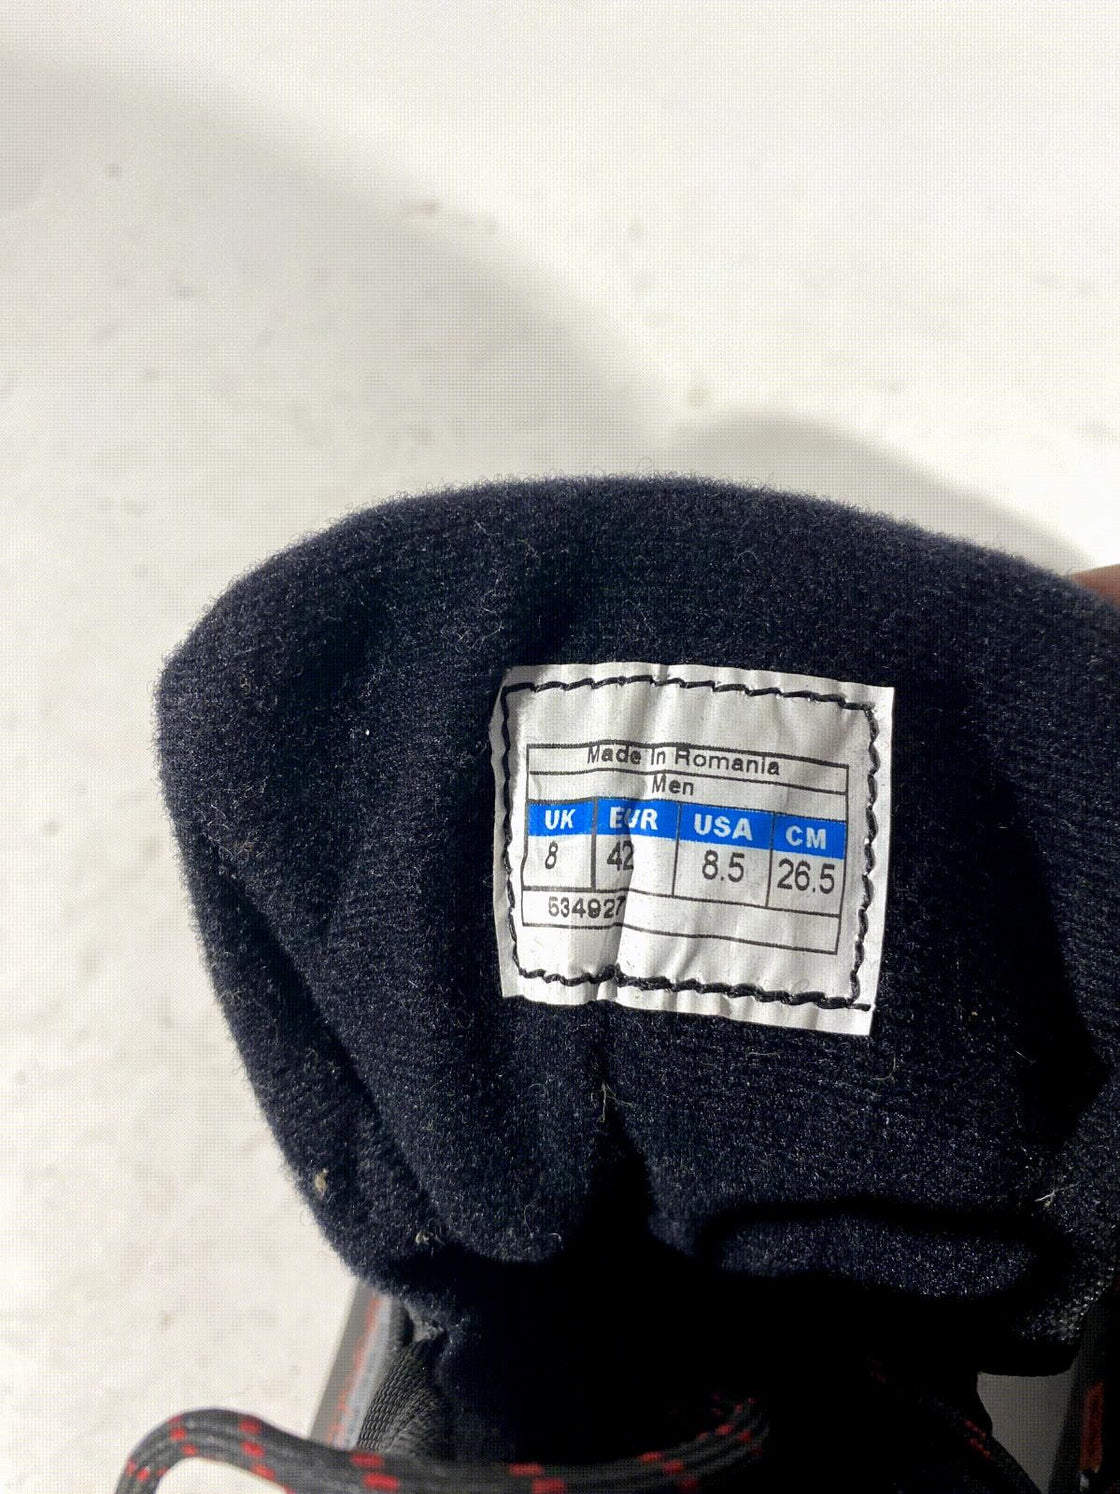 Made In Romania
Men
UK EUR USA CM
8 42 8.5 26.5
534927